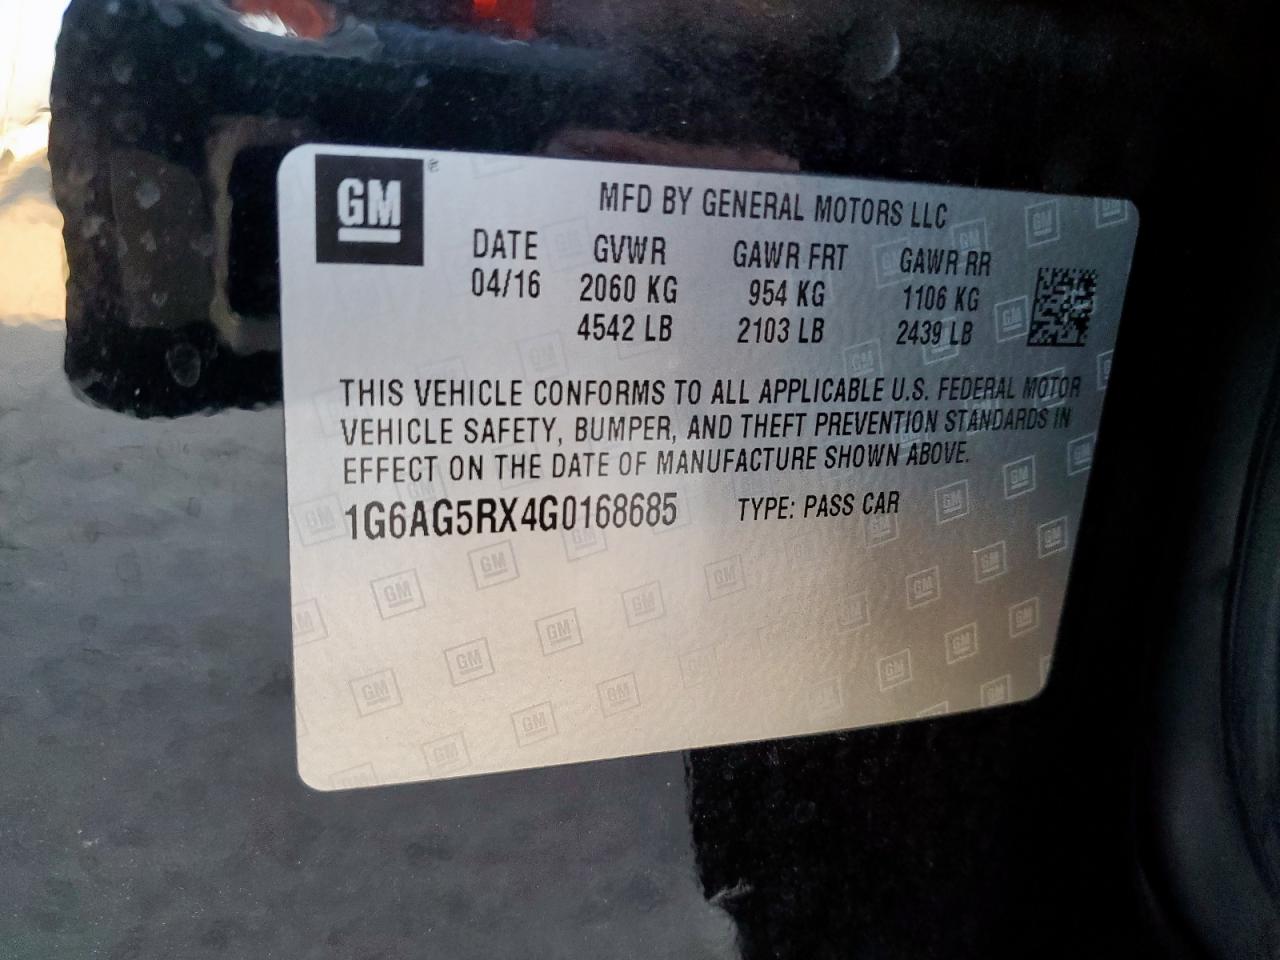 GM
MFD BY GENERAL MOTORS LLC
DATE GVWR GAWR FRT GAWR RR
04/16 2060 KG 954 KG 1106 KG
4542 LB 2103 LB 2439 LB
THIS VEHICLE CONFORMS TO ALL APPLICABLE U.S. FEDERAL MOTOR
VEHICLE SAFETY, BUMPER, AND THEFT PREVENTION STANDARDS IN
EFFECT ON THE DATE OF MANUFACTURE SHOWN ABOVE.
1G6AG5RX4G0168685 TYPE: PASS CAR